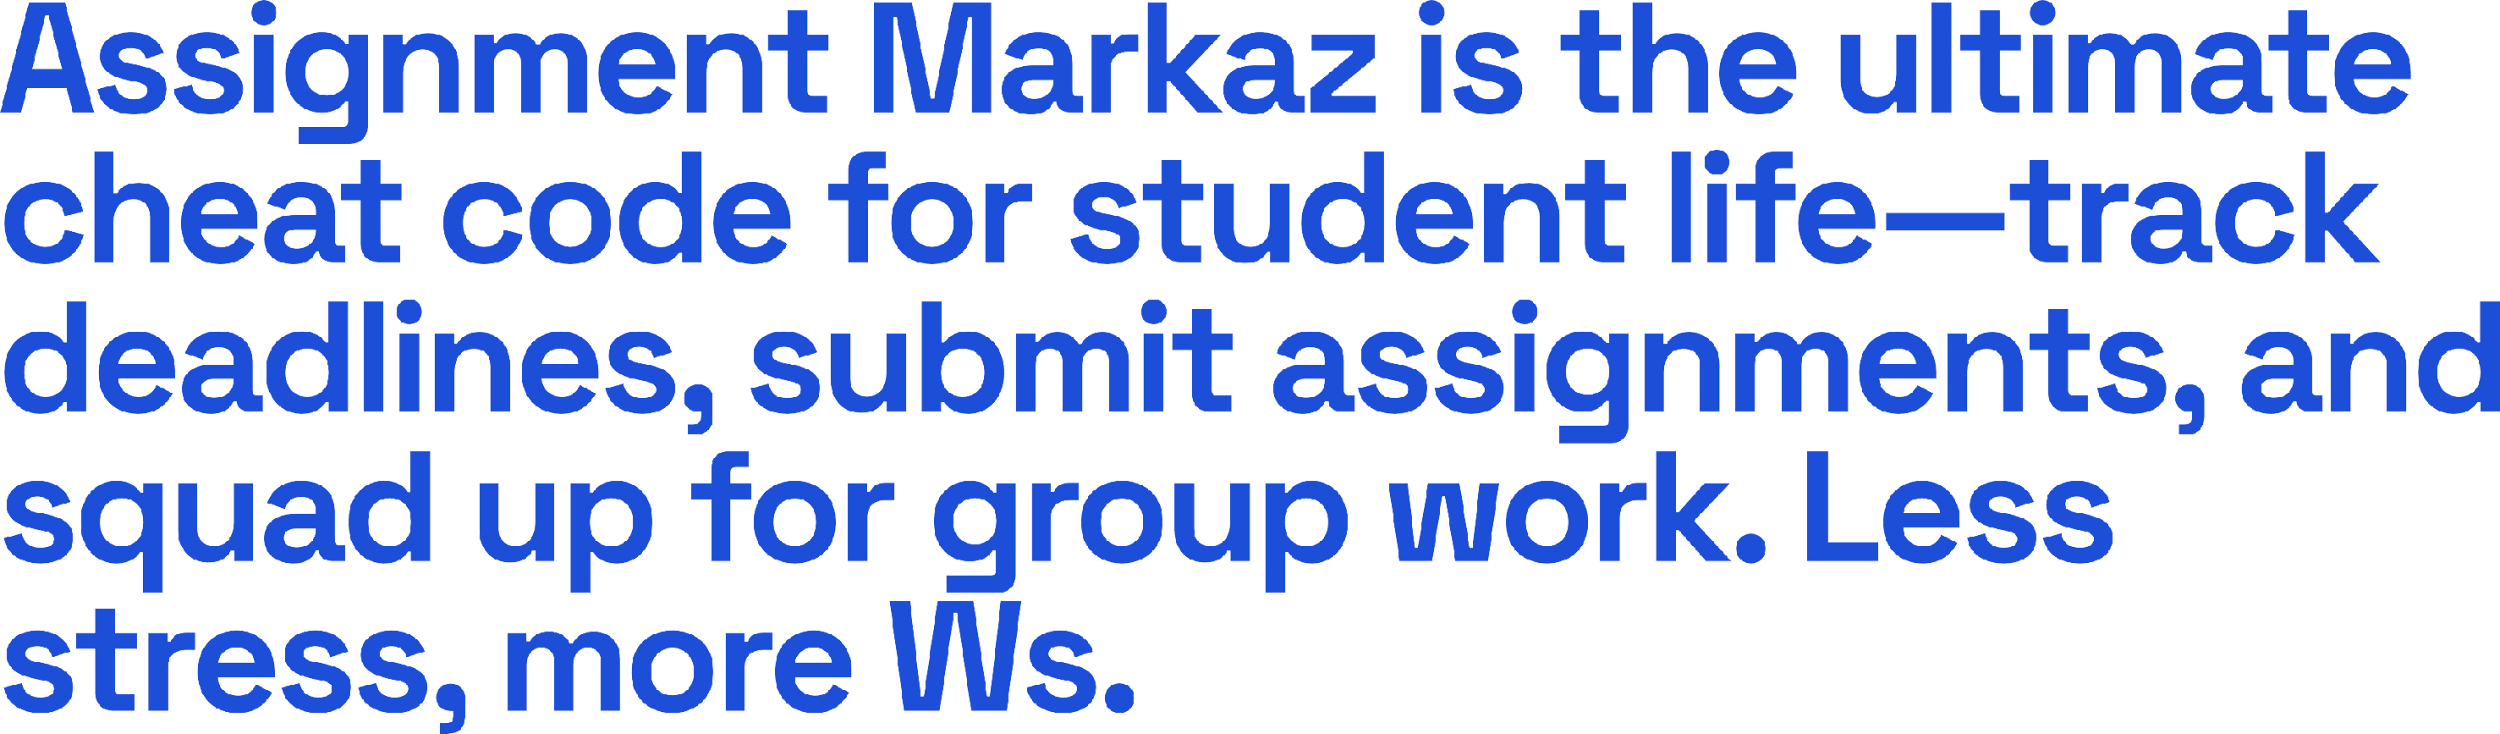 Assignment Markaz is the ultimate
cheat code for student life—track
deadlines, submit assignments, and
squad up for group work. Less
stress, more Ws.